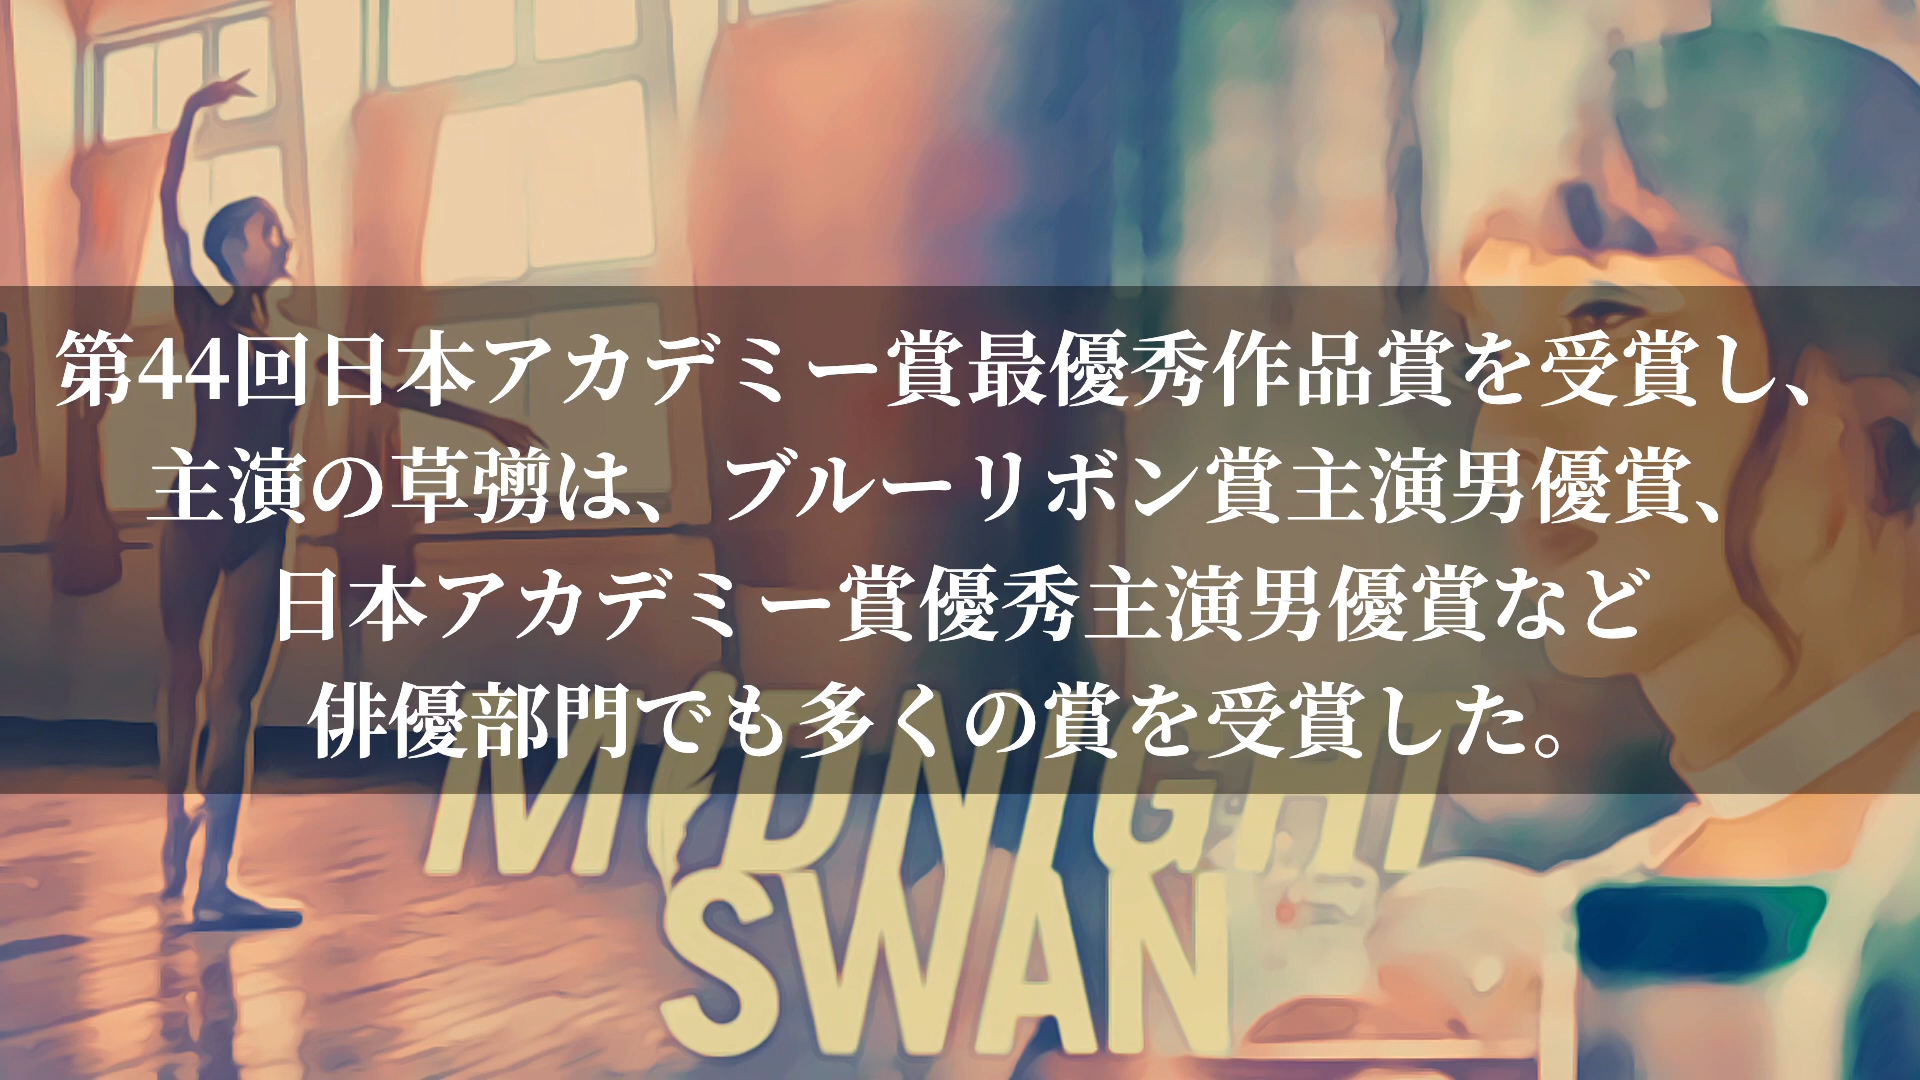 第44回日本アカデミー賞最優秀作品賞を受賞し、
主演の草彅は、ブルーリボン賞主演男優賞、
日本アカデミー賞優秀主演男優賞など
俳優部門でも多くの賞を受賞した。
MIDNIGHT
SWAN